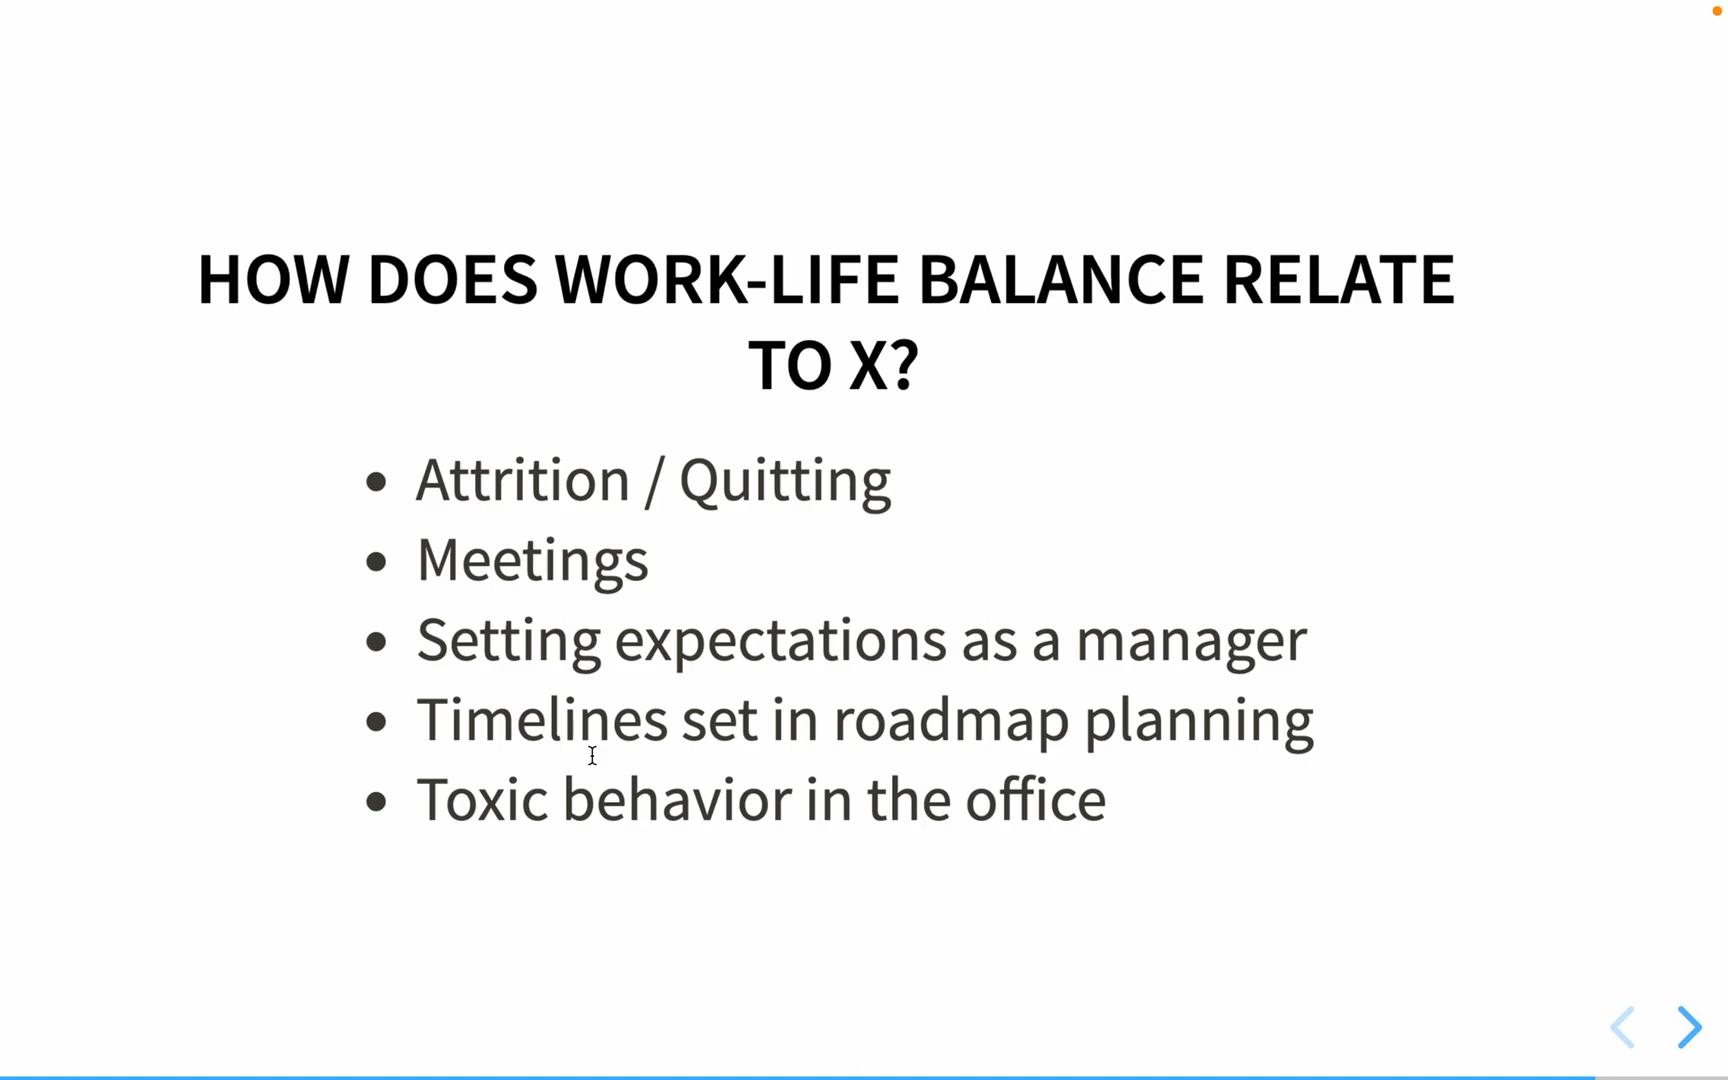 HOW DOES WORK-LIFE BALANCE RELATE
TO X?
• Attrition / Quitting
• Meetings
• Setting expectations as a manager
• Timelines set in roadmap planning
• Toxic behavior in the office